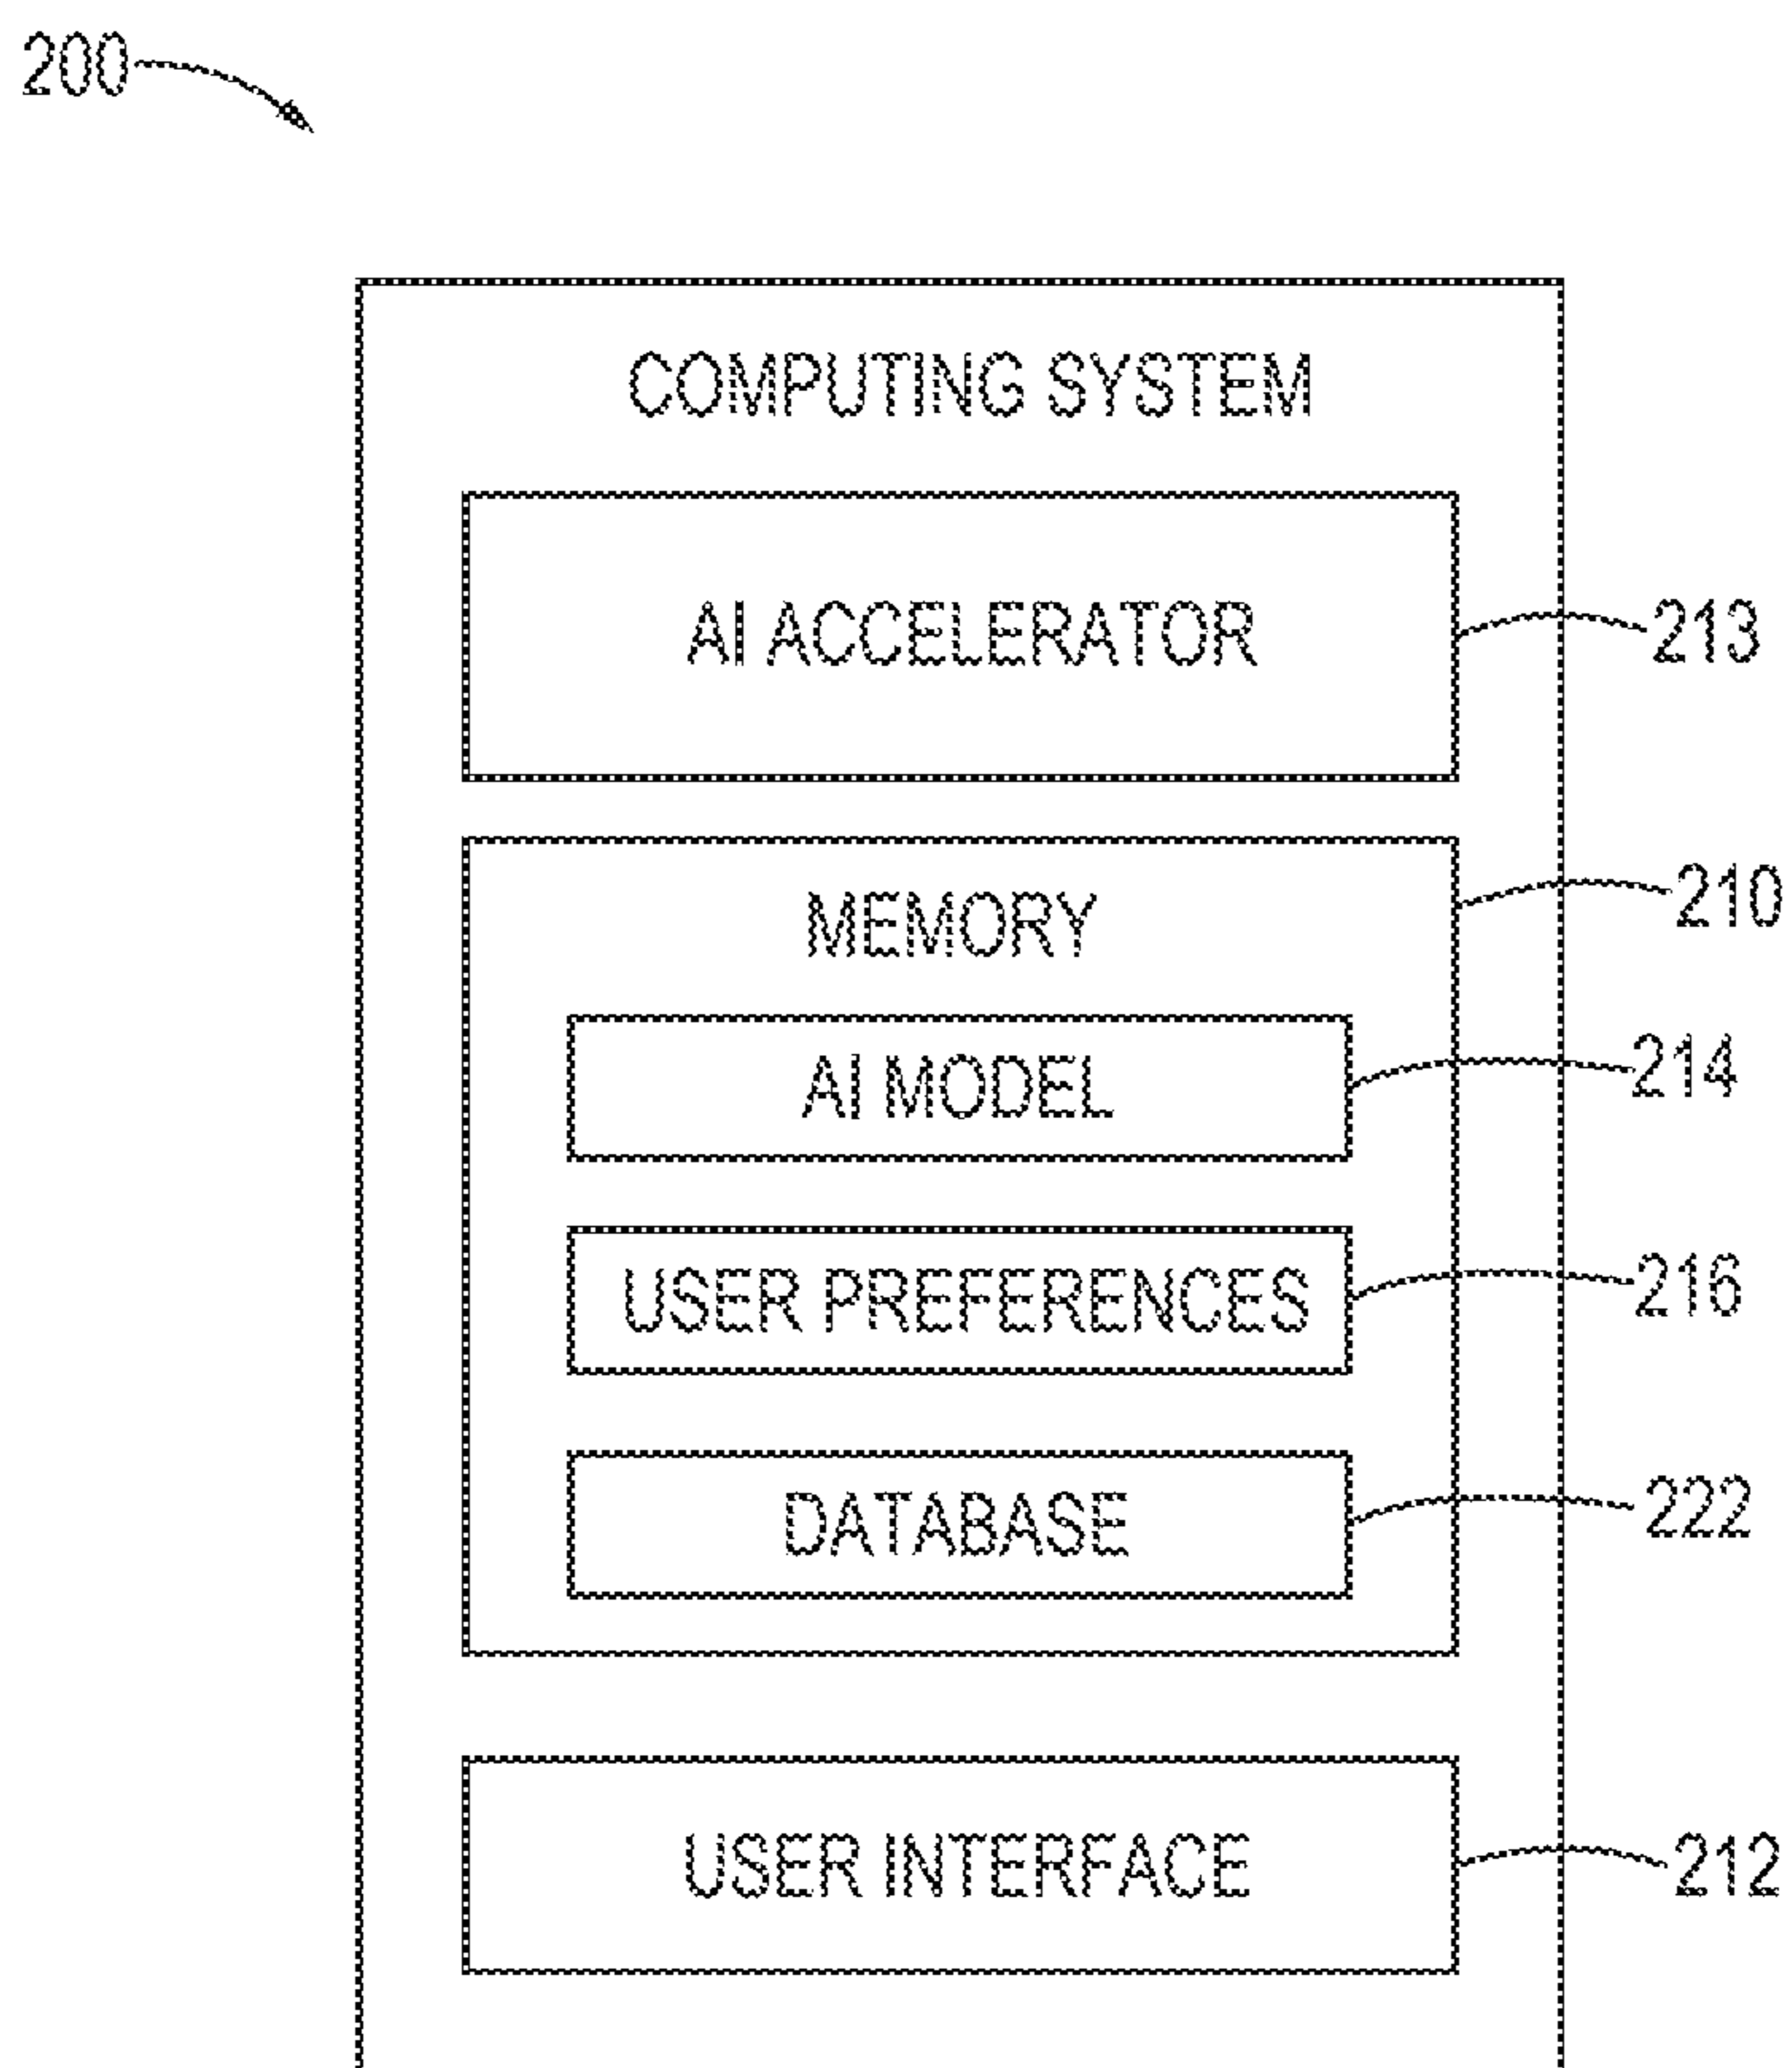 200
COMPUTING SYSTEM
AI ACCELERATOR
213
MEMORY
210
AI MODEL
214
USER PREFERENCES
216
DATABASE
222
USER INTERFACE
212